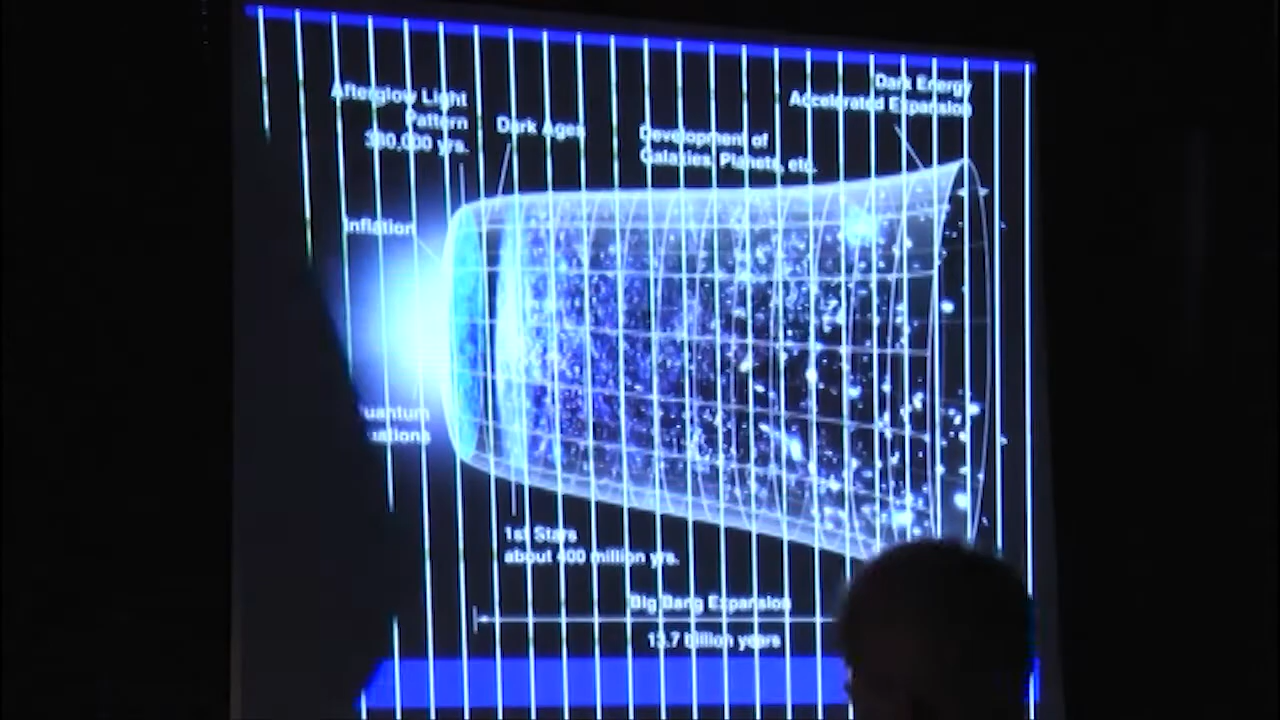 Dark Energy
Accelerated Expansion
Afterglow Light
Pattern
380,000 yrs.
Dark Ages
Development of
Galaxies, Planets, etc.
Inflation
uantum
uations
1st Stars
about 400 million yrs.
Big Bang Expansion
13.7 billion years